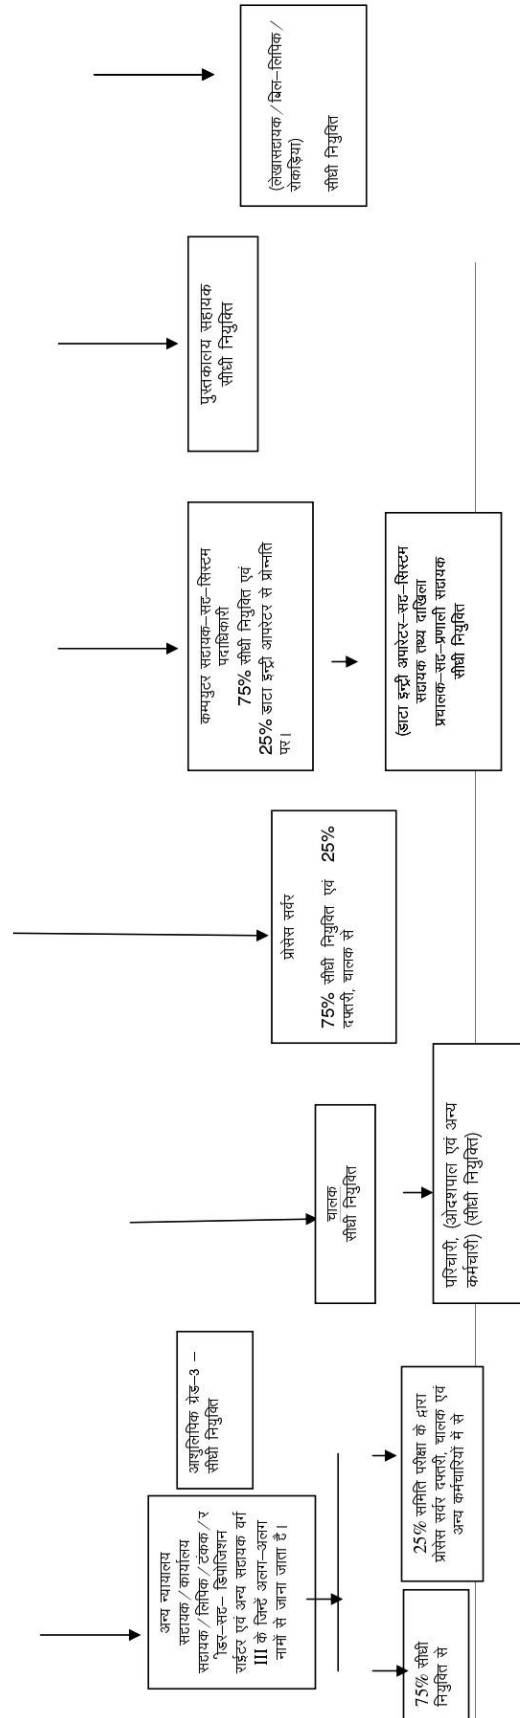 अन्य न्यायालय
सहायक/कार्यालय
सहायक/लिपिक/टंकक/र
ीडर–सह– डिपोजिशन
राईटर एवं अन्य सहायक वर्ग
III के जिन्हें अलग–अलग
नामों से जाना जाता है।
75% सीधी
नियुक्ति से
25% समिति परीक्षा के द्वारा
प्रोसेस सर्वर दफ्तरी, चालक एवं
अन्य कर्मचारियों में से
आशुलिपिक ग्रेड–3 –
सीधी नियुक्ति
चालक
सीधी नियुक्ति
परिचारी, (ओदशपाल एवं अन्य
कर्मचारी) (सीधी नियुक्ति)
प्रोसेस सर्वर
75% सीधी नियुक्ति एवं 25%
दफ्तरी, चालक से
कम्पयुटर सहायक–सह–सिस्टम
पदाधिकारी
75% सीधी नियुक्ति एवं
25% डाटा इन्ट्री आपरेटर से प्रोन्नति
पर।
(डाटा इन्ट्री अपारेटर–सह–सिस्टम
सहायक तथ्य दाखिला
प्रचालक–सह–प्रणाली सहायक
सीधी नियुक्ति
पुस्तकालय सहायक
सीधी नियुक्ति
(लेखासहायक/बिल–लिपिक/
रोकड़िया)
सीधी नियुक्ति